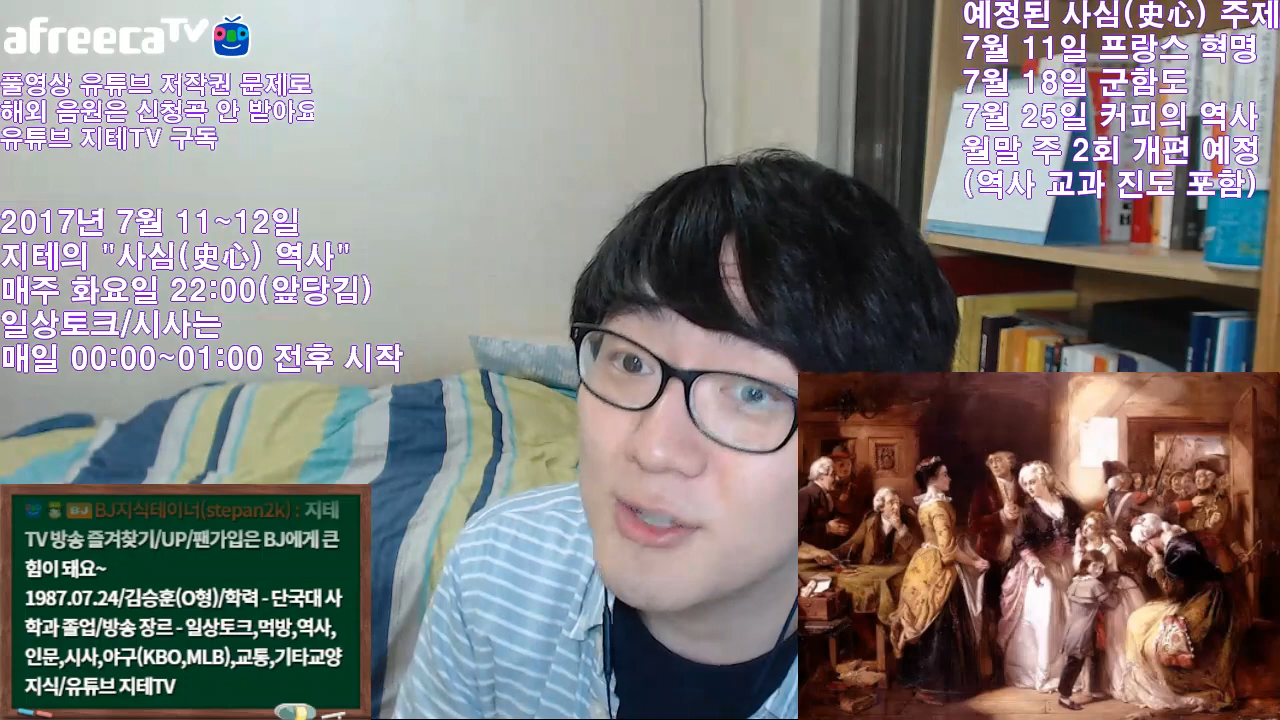 afreecaTV
풀영상 유튜브 저작권 문제로
해외 음원은 신청곡 안 받아요
유튜브 지테TV 구독
2017년 7월 11~12일
지테의 "사심(史心) 역사"
매주 화요일 22:00(앞당김)
일상토크/시사는
매일 00:00~01:00 전후 시작
예정된 사심(史心) 주제
7월 11일 프랑스 혁명
7월 18일 군함도
7월 25일 커피의 역사
월말 주 2회 개편 예정
(역사 교과 진도 포함)
BJ BJ지식테이너(stepan2k) : 지테
TV 방송 즐겨찾기/UP/팬가입은 BJ에게 큰
힘이 돼요~
1987.07.24/김승훈(O형)/학력 - 단국대 사
학과 졸업/방송 장르 - 일상토크,먹방,역사,
인문,시사,야구(KBO,MLB),교통,기타교양
지식/유튜브 지테TV